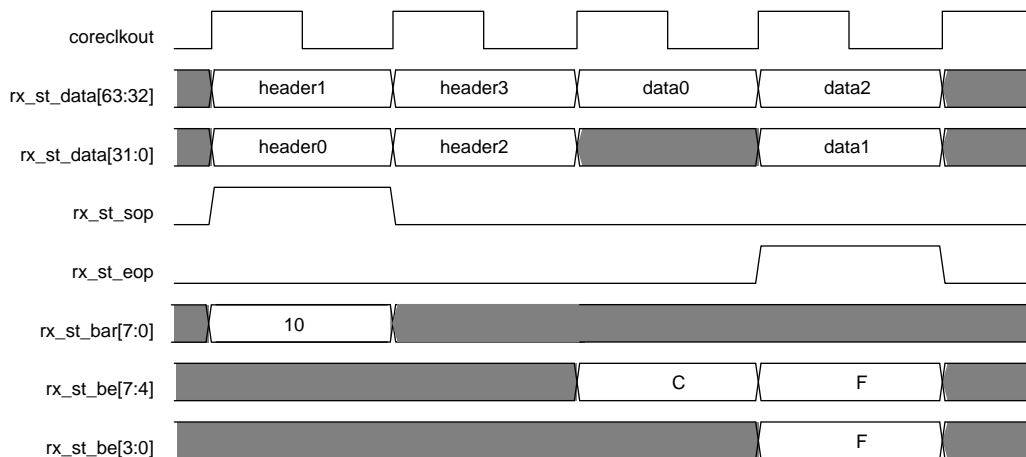 coreclkout
rx_st_data[63:32] header1 header3 data0 data2
rx_st_data[31:0] header0 header2 data1
rx_st_sop
rx_st_eop
rx_st_bar[7:0] 10
rx_st_be[7:4] C F
rx_st_be[3:0] F